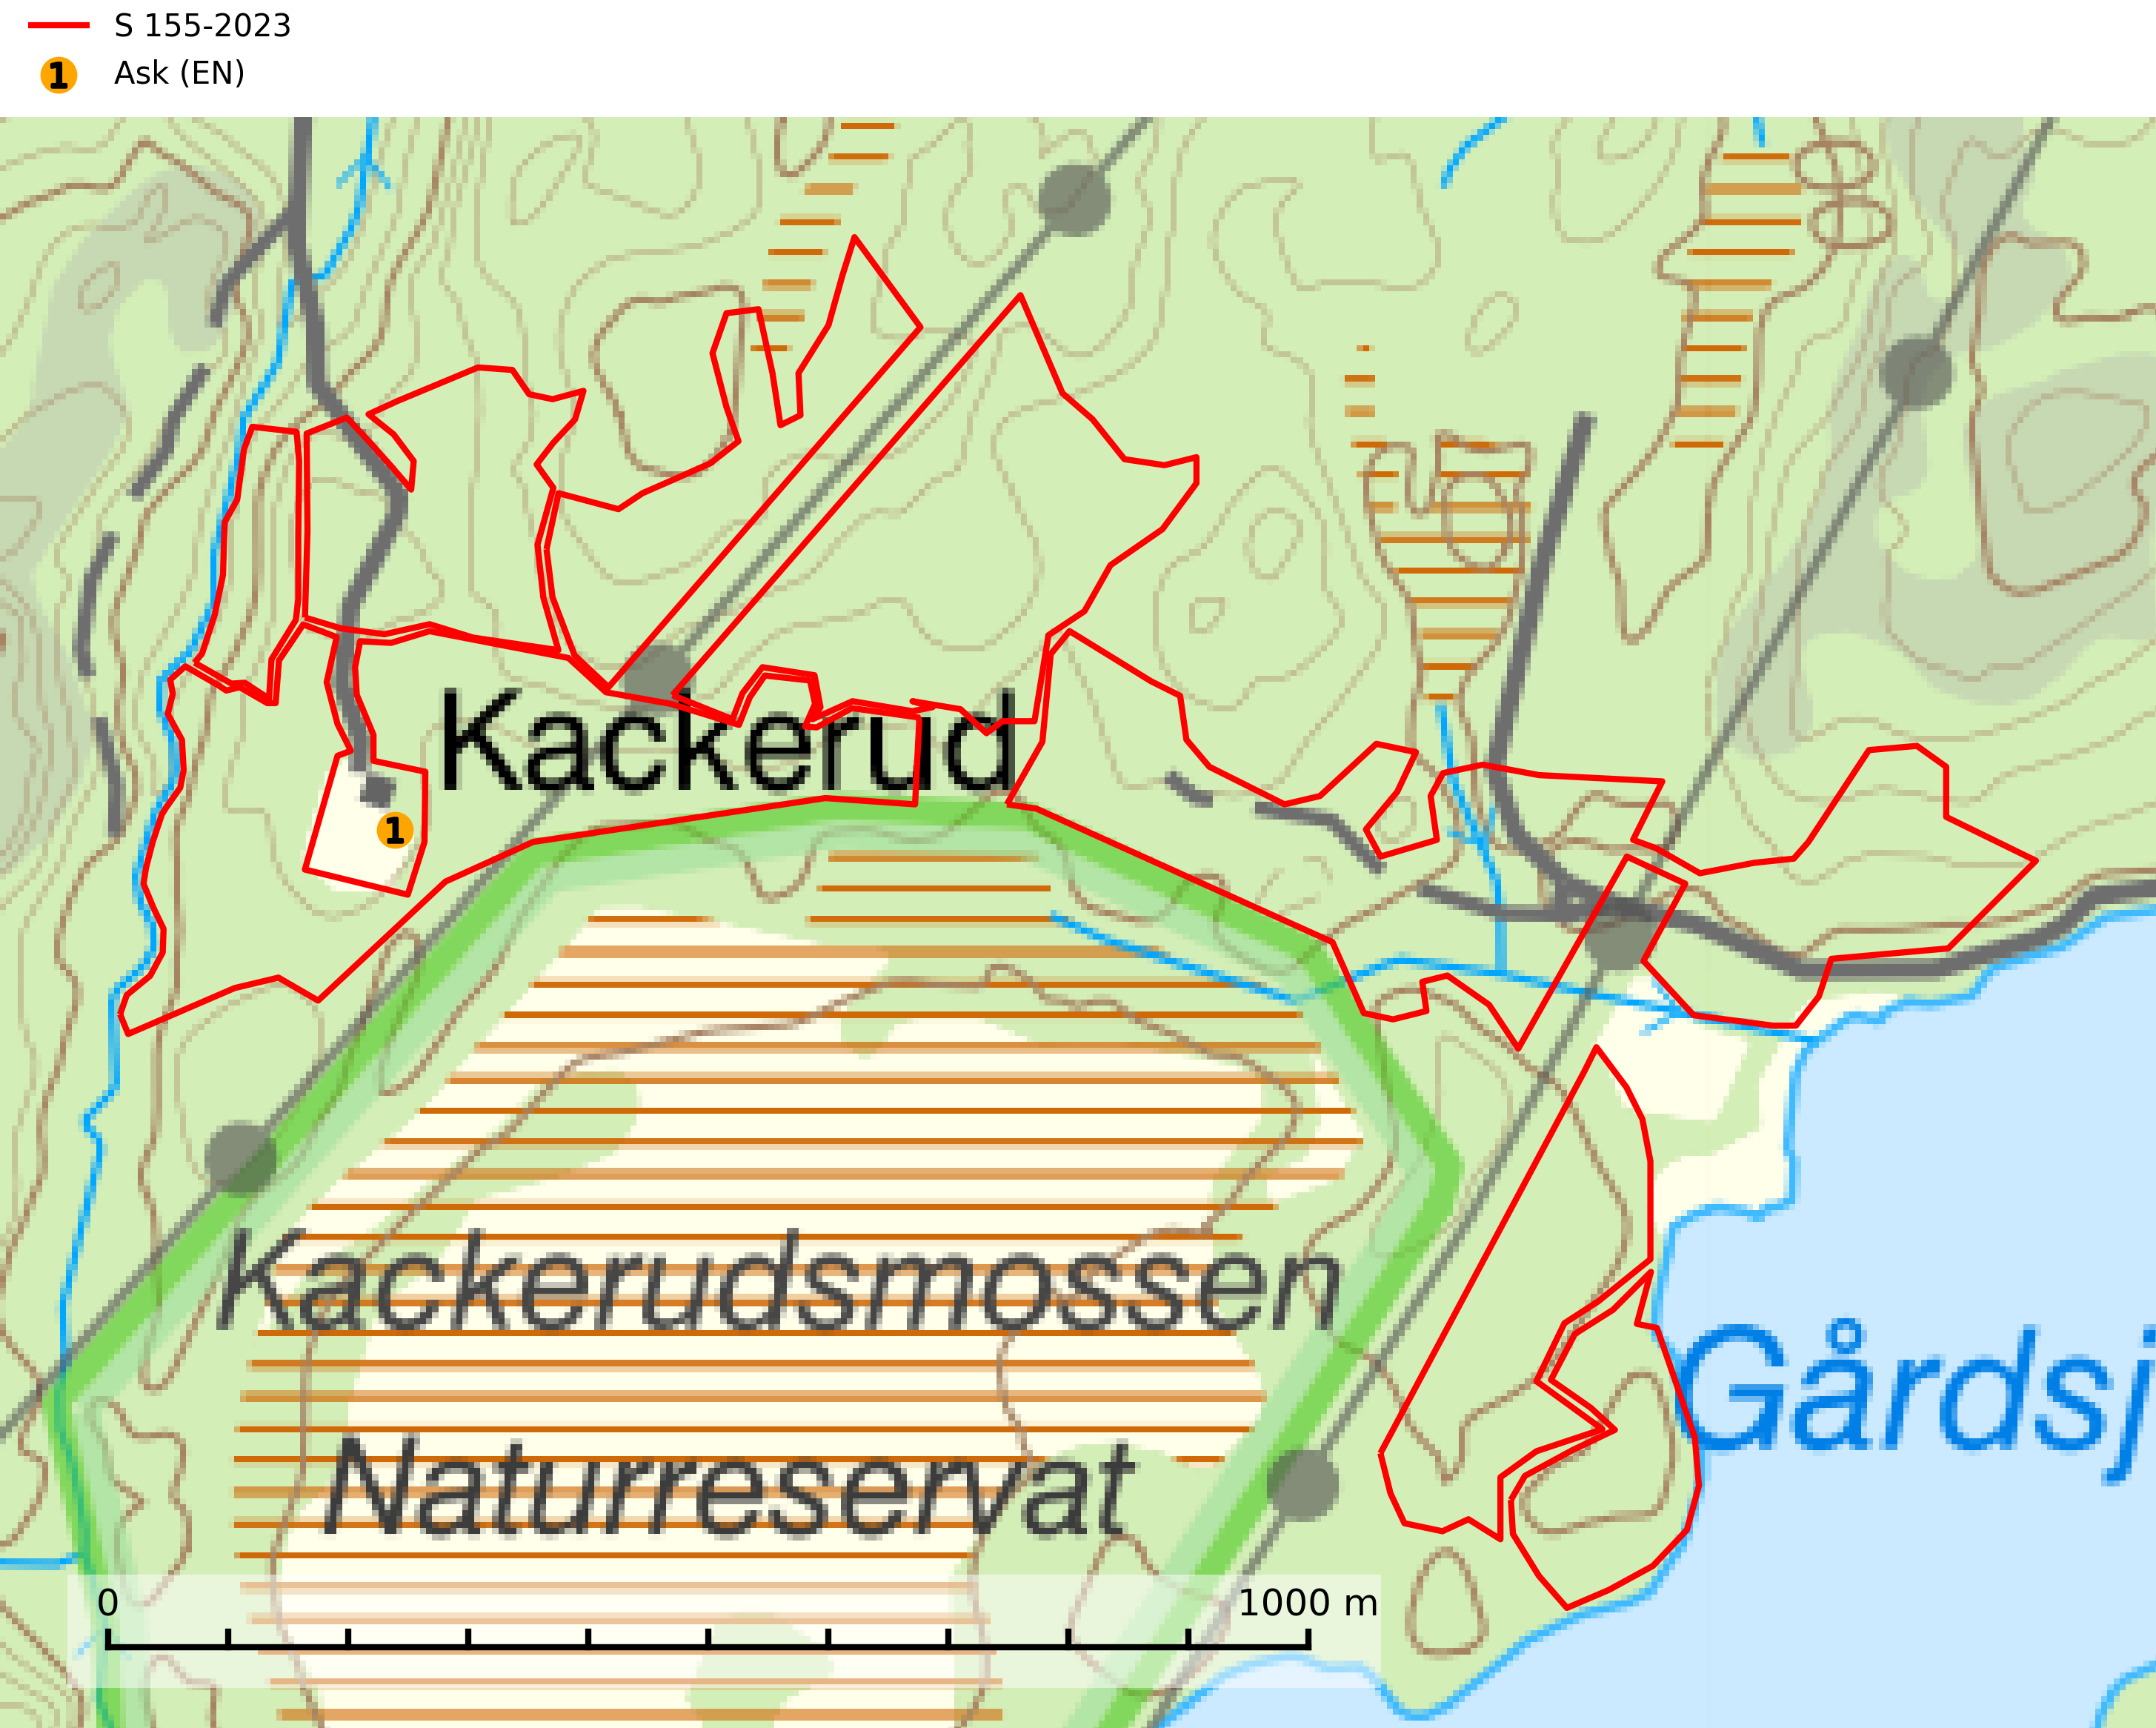 S 155-2023
1 Ask (EN)
Kackerud
1
Kackerudsmossen
Gårdsj
Naturreservat
0 1000 m